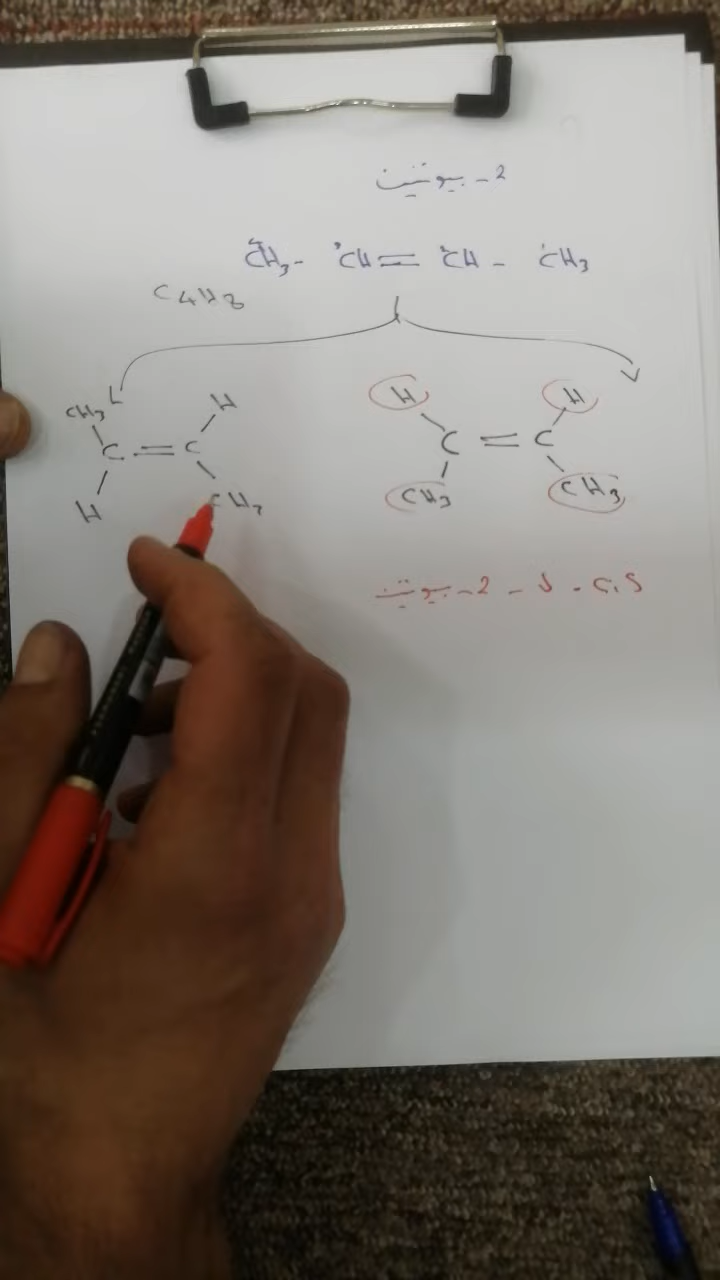 2 - بيوتين
CH₃ - CH = CH - CH₃
C₄H₈
CH₃ H H H
C = C C = C
H CH₃ CH₃ CH₃
cis - 2 - بيوتين